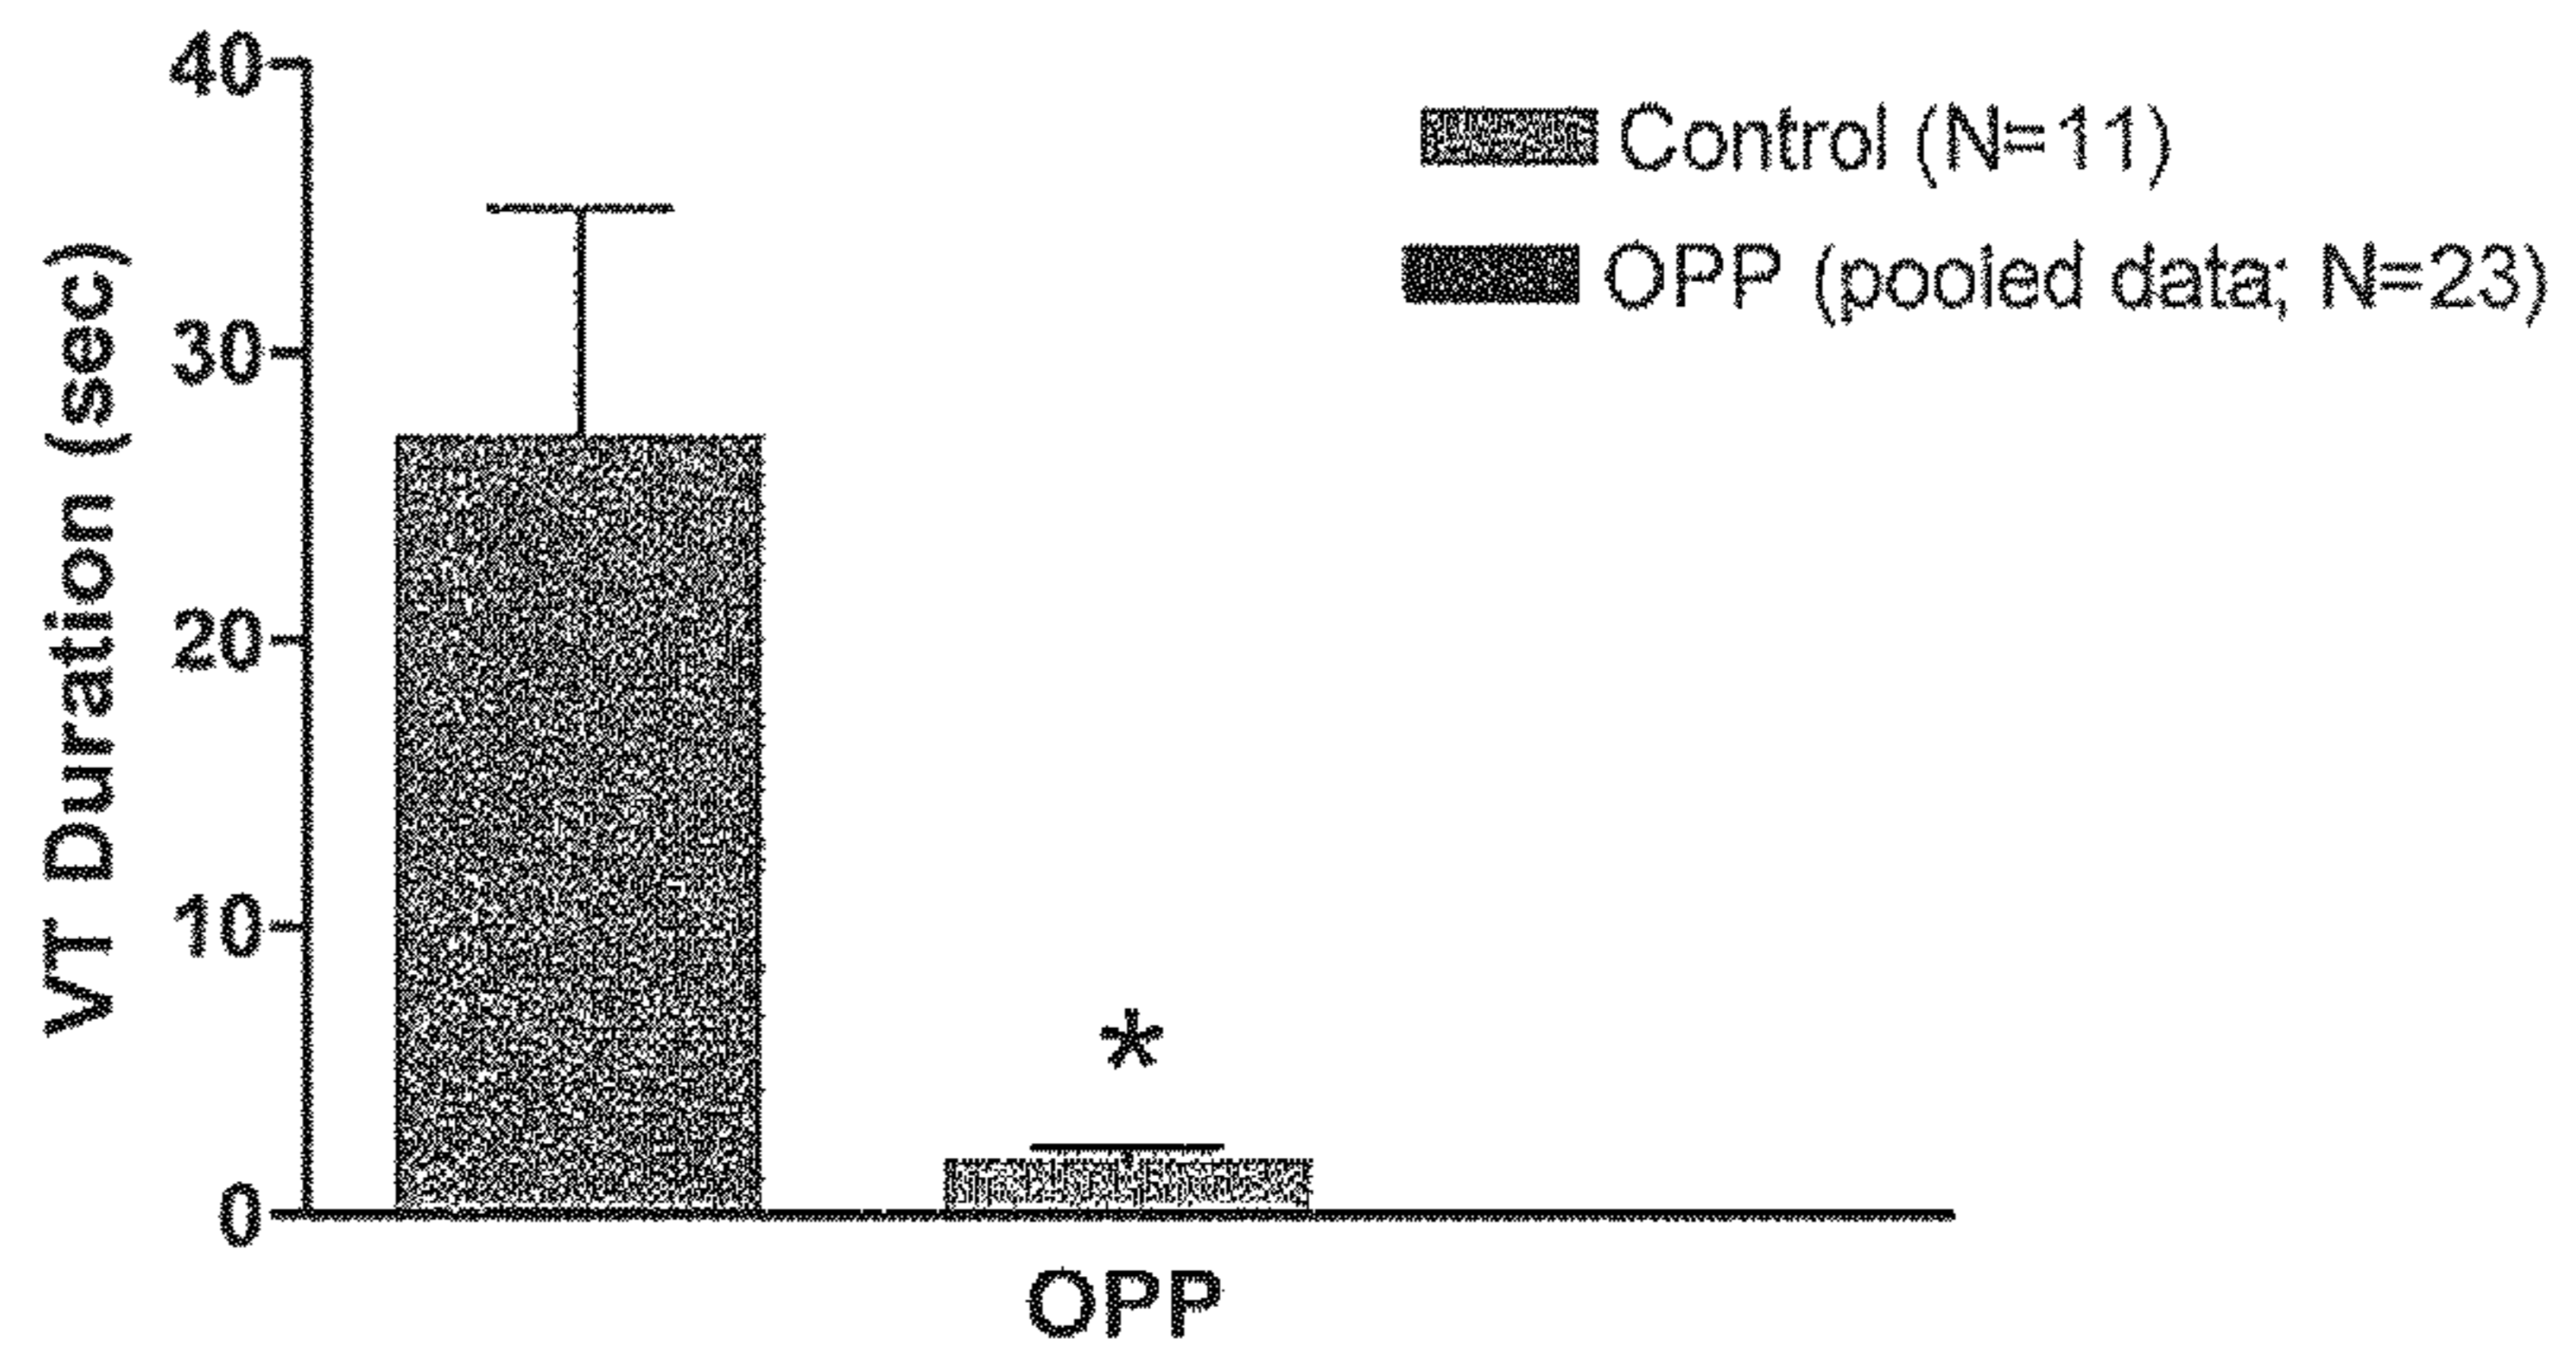 VT Duration (sec)
40
30
20
10
0
Control (N=11)
OPP (pooled data; N=23)
*
OPP